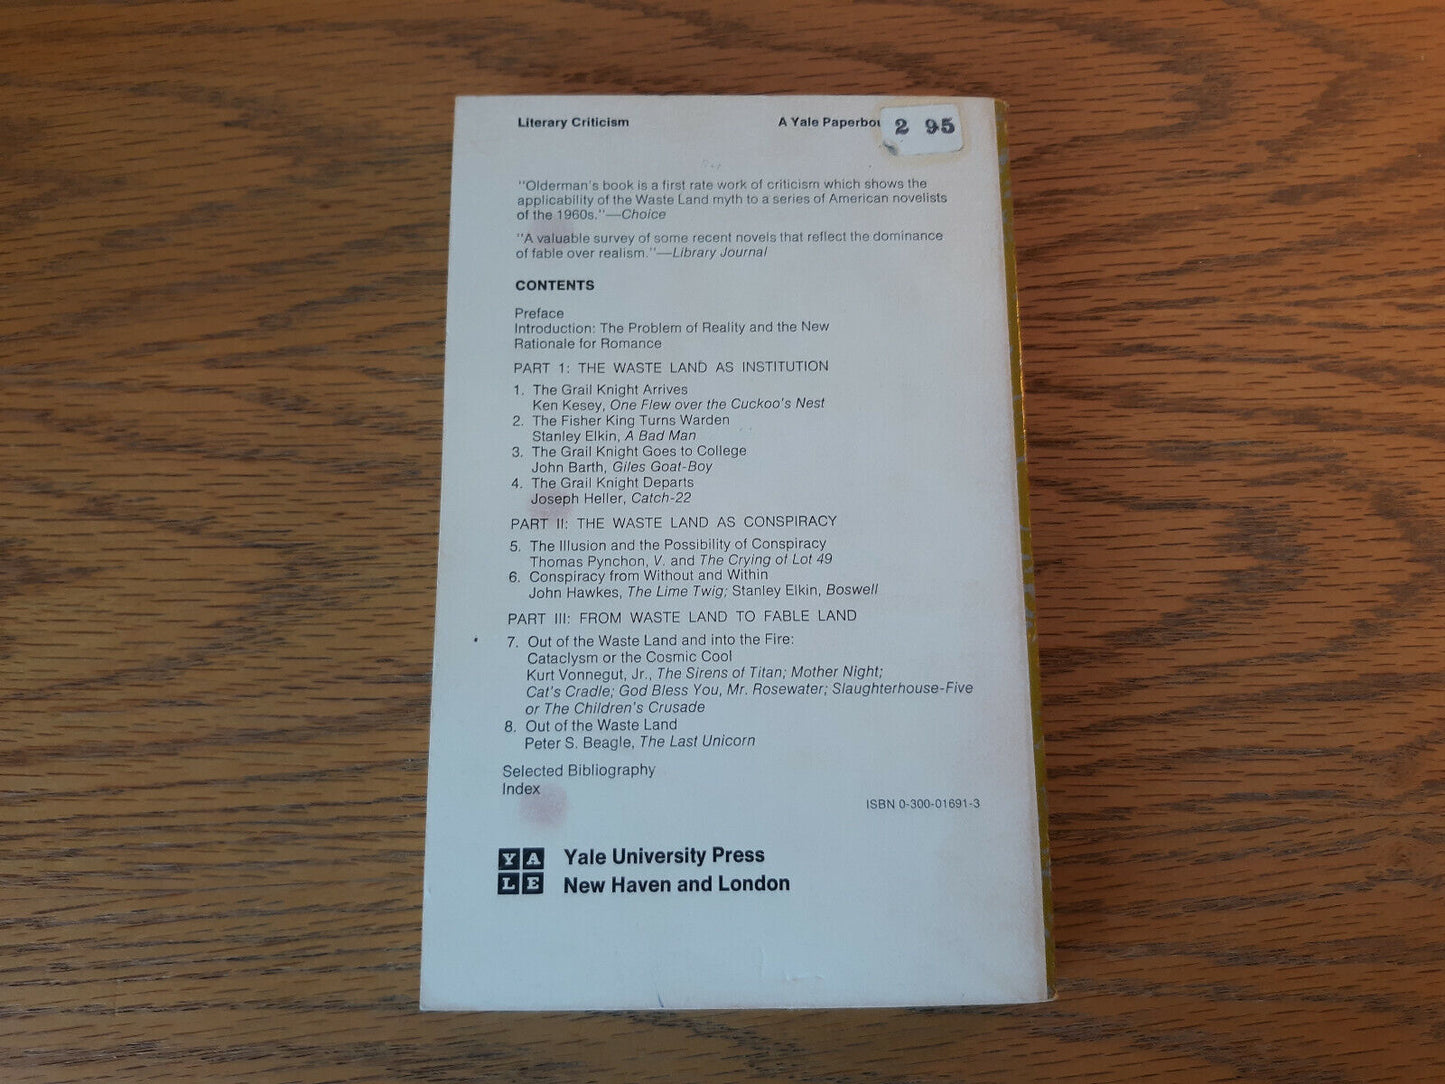 Literary Criticism
A Yale Paperbou
2 95
"Olderman's book is a first rate work of criticism which shows the
applicability of the Waste Land myth to a series of American novelists
of the 1960s."—Choice
"A valuable survey of some recent novels that reflect the dominance
of fable over realism."—Library Journal
CONTENTS
Preface
Introduction: The Problem of Reality and the New
Rationale for Romance
PART 1: THE WASTE LAND AS INSTITUTION
1. The Grail Knight Arrives
Ken Kesey, One Flew over the Cuckoo's Nest
2. The Fisher King Turns Warden
Stanley Elkin, A Bad Man
3. The Grail Knight Goes to College
John Barth, Giles Goat-Boy
4. The Grail Knight Departs
Joseph Heller, Catch-22
PART II: THE WASTE LAND AS CONSPIRACY
5. The Illusion and the Possibility of Conspiracy
Thomas Pynchon, V. and The Crying of Lot 49
6. Conspiracy from Without and Within
John Hawkes, The Lime Twig; Stanley Elkin, Boswell
PART III: FROM WASTE LAND TO FABLE LAND
7. Out of the Waste Land and into the Fire:
Cataclysm or the Cosmic Cool
Kurt Vonnegut, Jr., The Sirens of Titan; Mother Night;
Cat's Cradle; God Bless You, Mr. Rosewater; Slaughterhouse-Five
or The Children's Crusade
8. Out of the Waste Land
Peter S. Beagle, The Last Unicorn
Selected Bibliography
Index
ISBN 0-300-01691-3
YA
LE
Yale University Press
New Haven and London